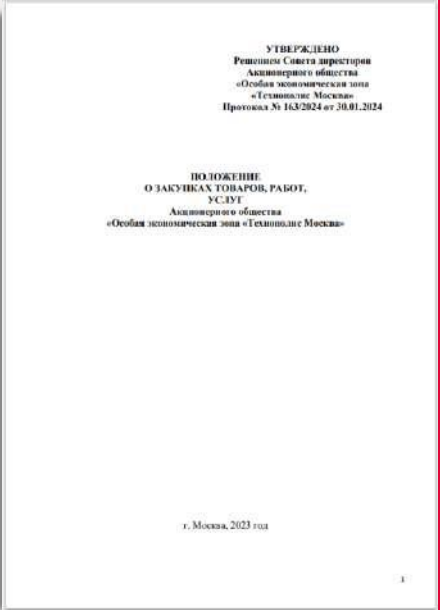 УТВЕРЖДЕНО
Решением Совета директоров
Акционерного общества
«Особая экономическая зона
«Технополис Москва»
Протокол № 163/2024 от 30.01.2024
ПОЛОЖЕНИЕ
О ЗАКУПКАХ ТОВАРОВ, РАБОТ,
УСЛУГ
Акционерного общества
«Особая экономическая зона «Технополис Москва»
г. Москва, 2023 год
1